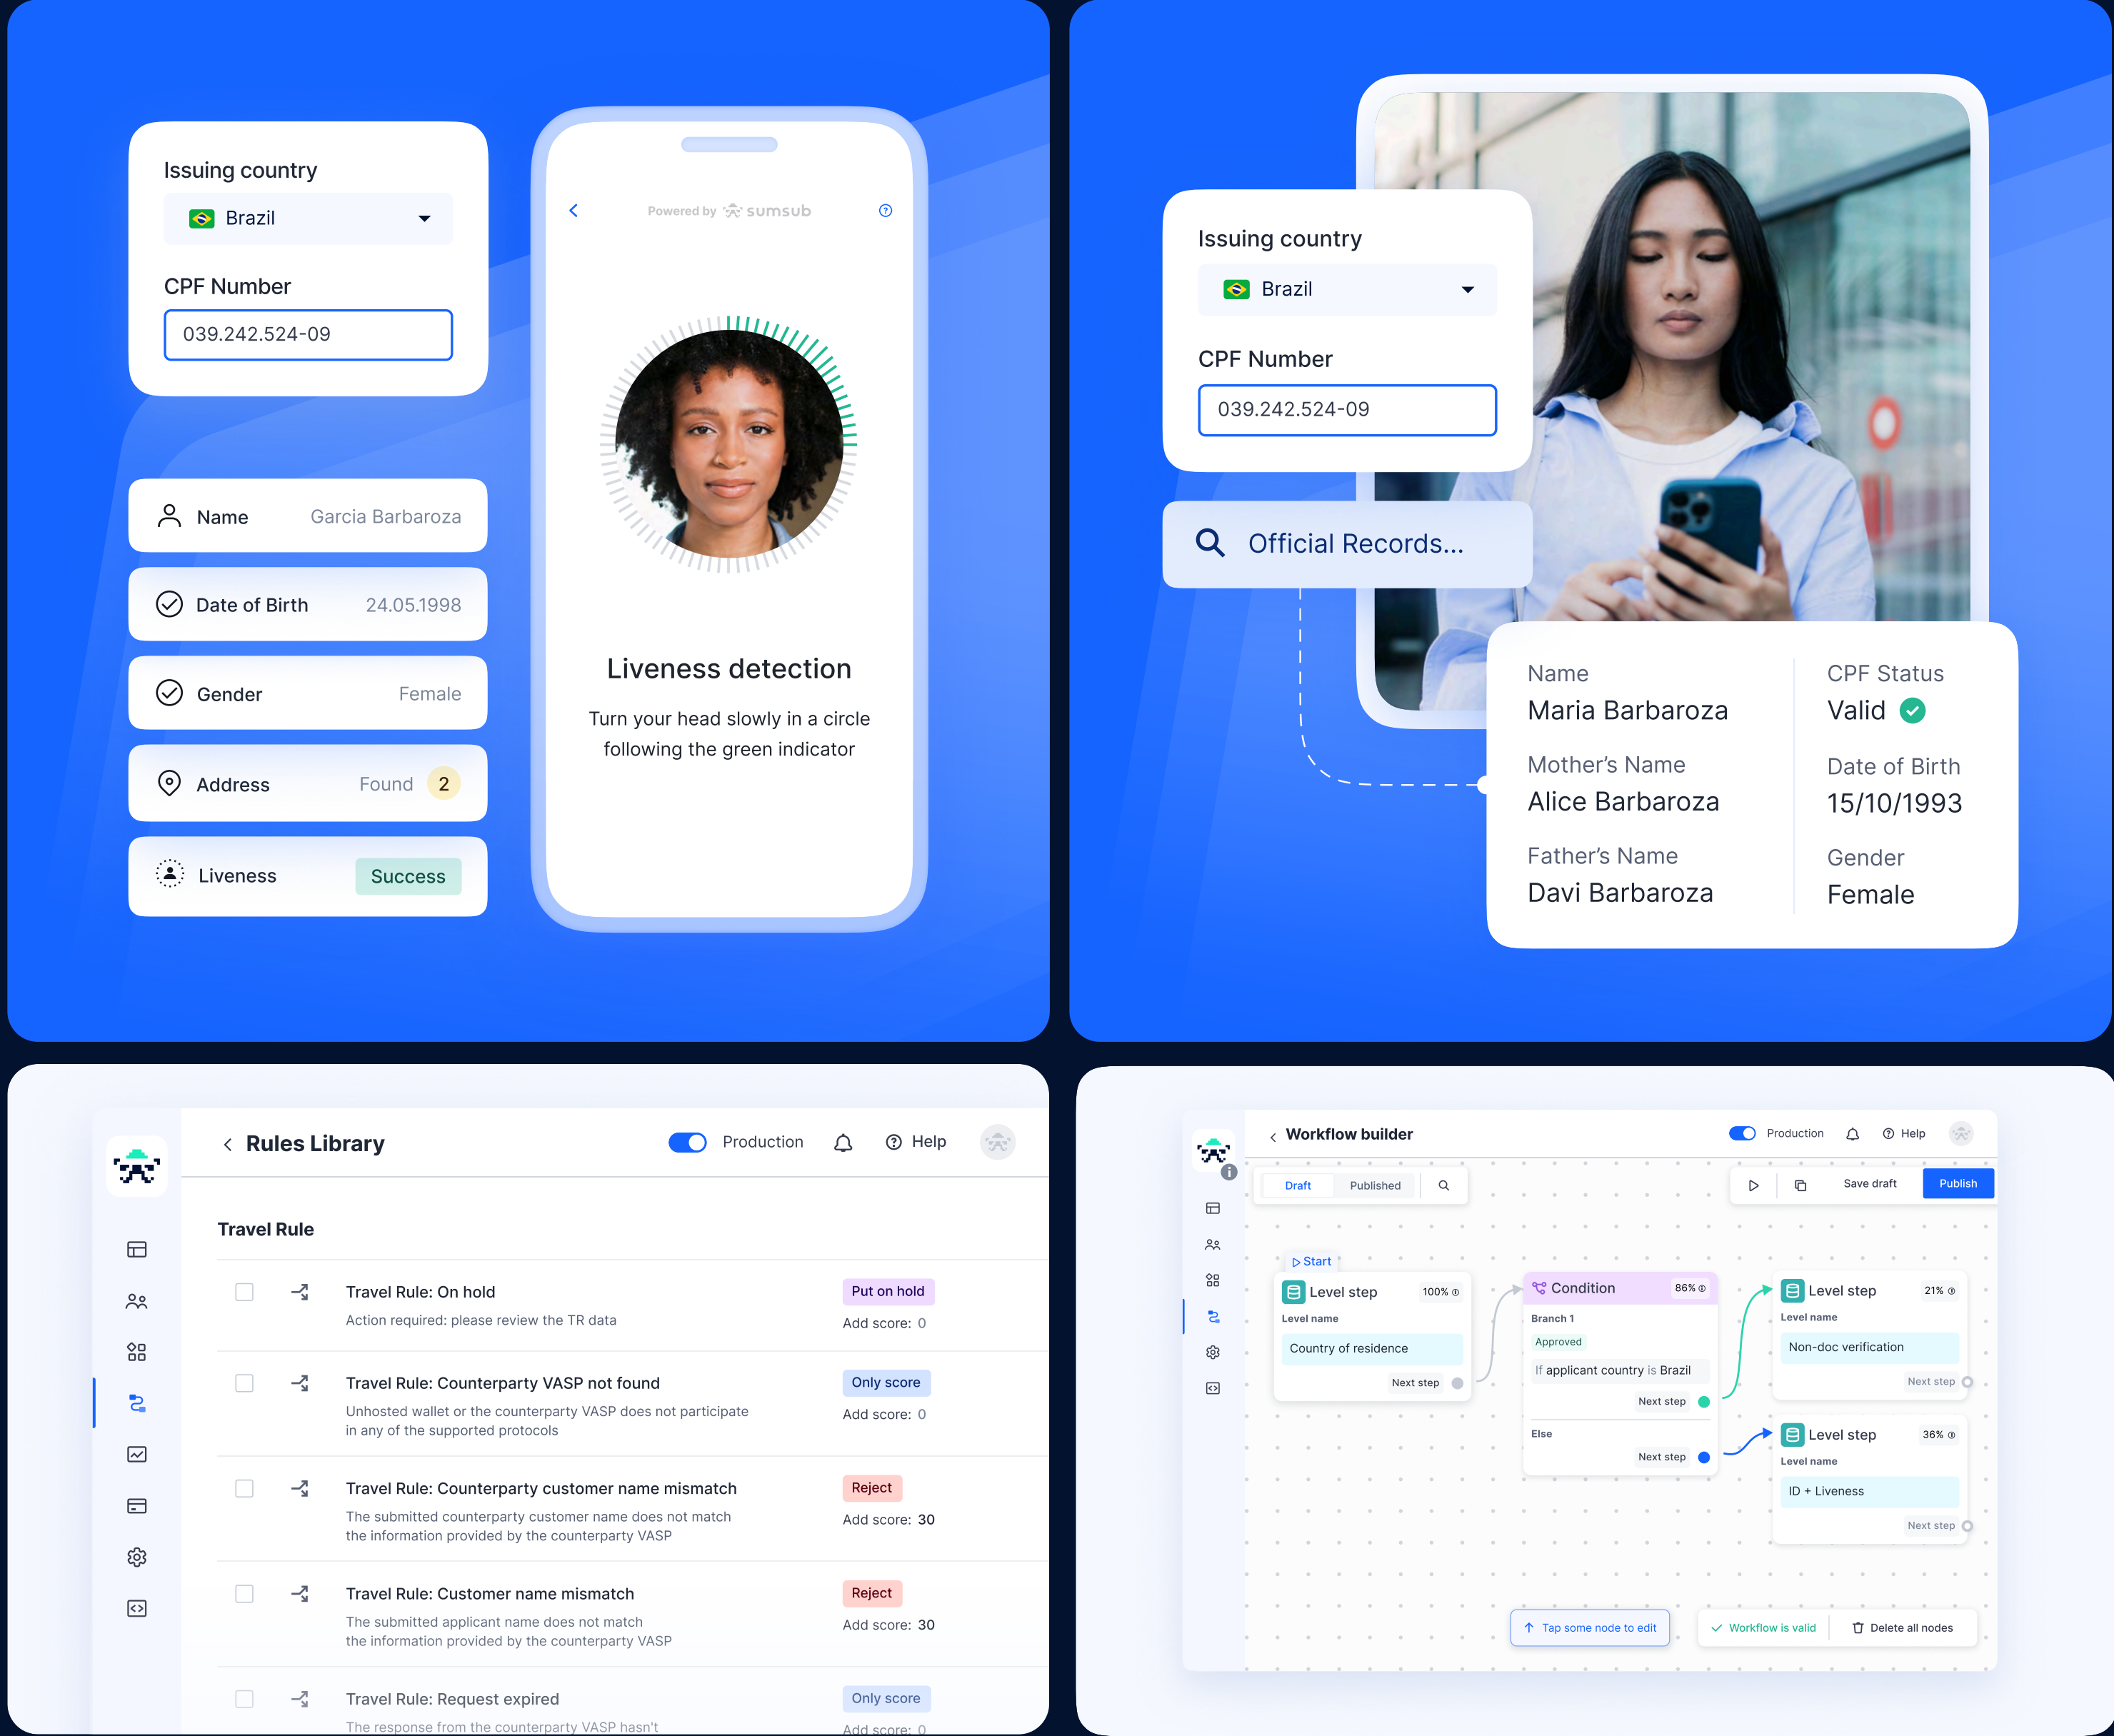 Issuing country
Brazil
CPF Number
039.242.524-09
Name Garcia Barbaroza
Date of Birth 24.05.1998
Gender Female
Address Found 2
Liveness Success
Powered by sumsub
Liveness detection
Turn your head slowly in a circle
following the green indicator
Issuing country
Brazil
CPF Number
039.242.524-09
Official Records...
Name
Maria Barbaroza
Mother’s Name
Alice Barbaroza
Father’s Name
Davi Barbaroza
CPF Status
Valid
Date of Birth
15/10/1993
Gender
Female
Rules Library
Production
Help
Travel Rule
Travel Rule: On hold
Action required: please review the TR data
Put on hold
Add score: 0
Travel Rule: Counterparty VASP not found
Unhosted wallet or the counterparty VASP does not participate
in any of the supported protocols
Only score
Add score: 0
Travel Rule: Counterparty customer name mismatch
The submitted counterparty customer name does not match
the information provided by the counterparty VASP
Reject
Add score: 30
Travel Rule: Customer name mismatch
The submitted applicant name does not match
the information provided by the counterparty VASP
Reject
Add score: 30
Travel Rule: Request expired
The response from the counterparty VASP hasn't
Only score
Add score: 0
Workflow builder
Production
Help
Draft
Published
Save draft
Publish
Start
Level step 100%
Level name
Country of residence
Next step
Condition 86%
Branch 1
Approved
If applicant country is Brazil
Next step
Else
Next step
Level step 21%
Level name
Non-doc verification
Next step
Level step 36%
Level name
ID + Liveness
Next step
Tap some node to edit
Workflow is valid
Delete all nodes